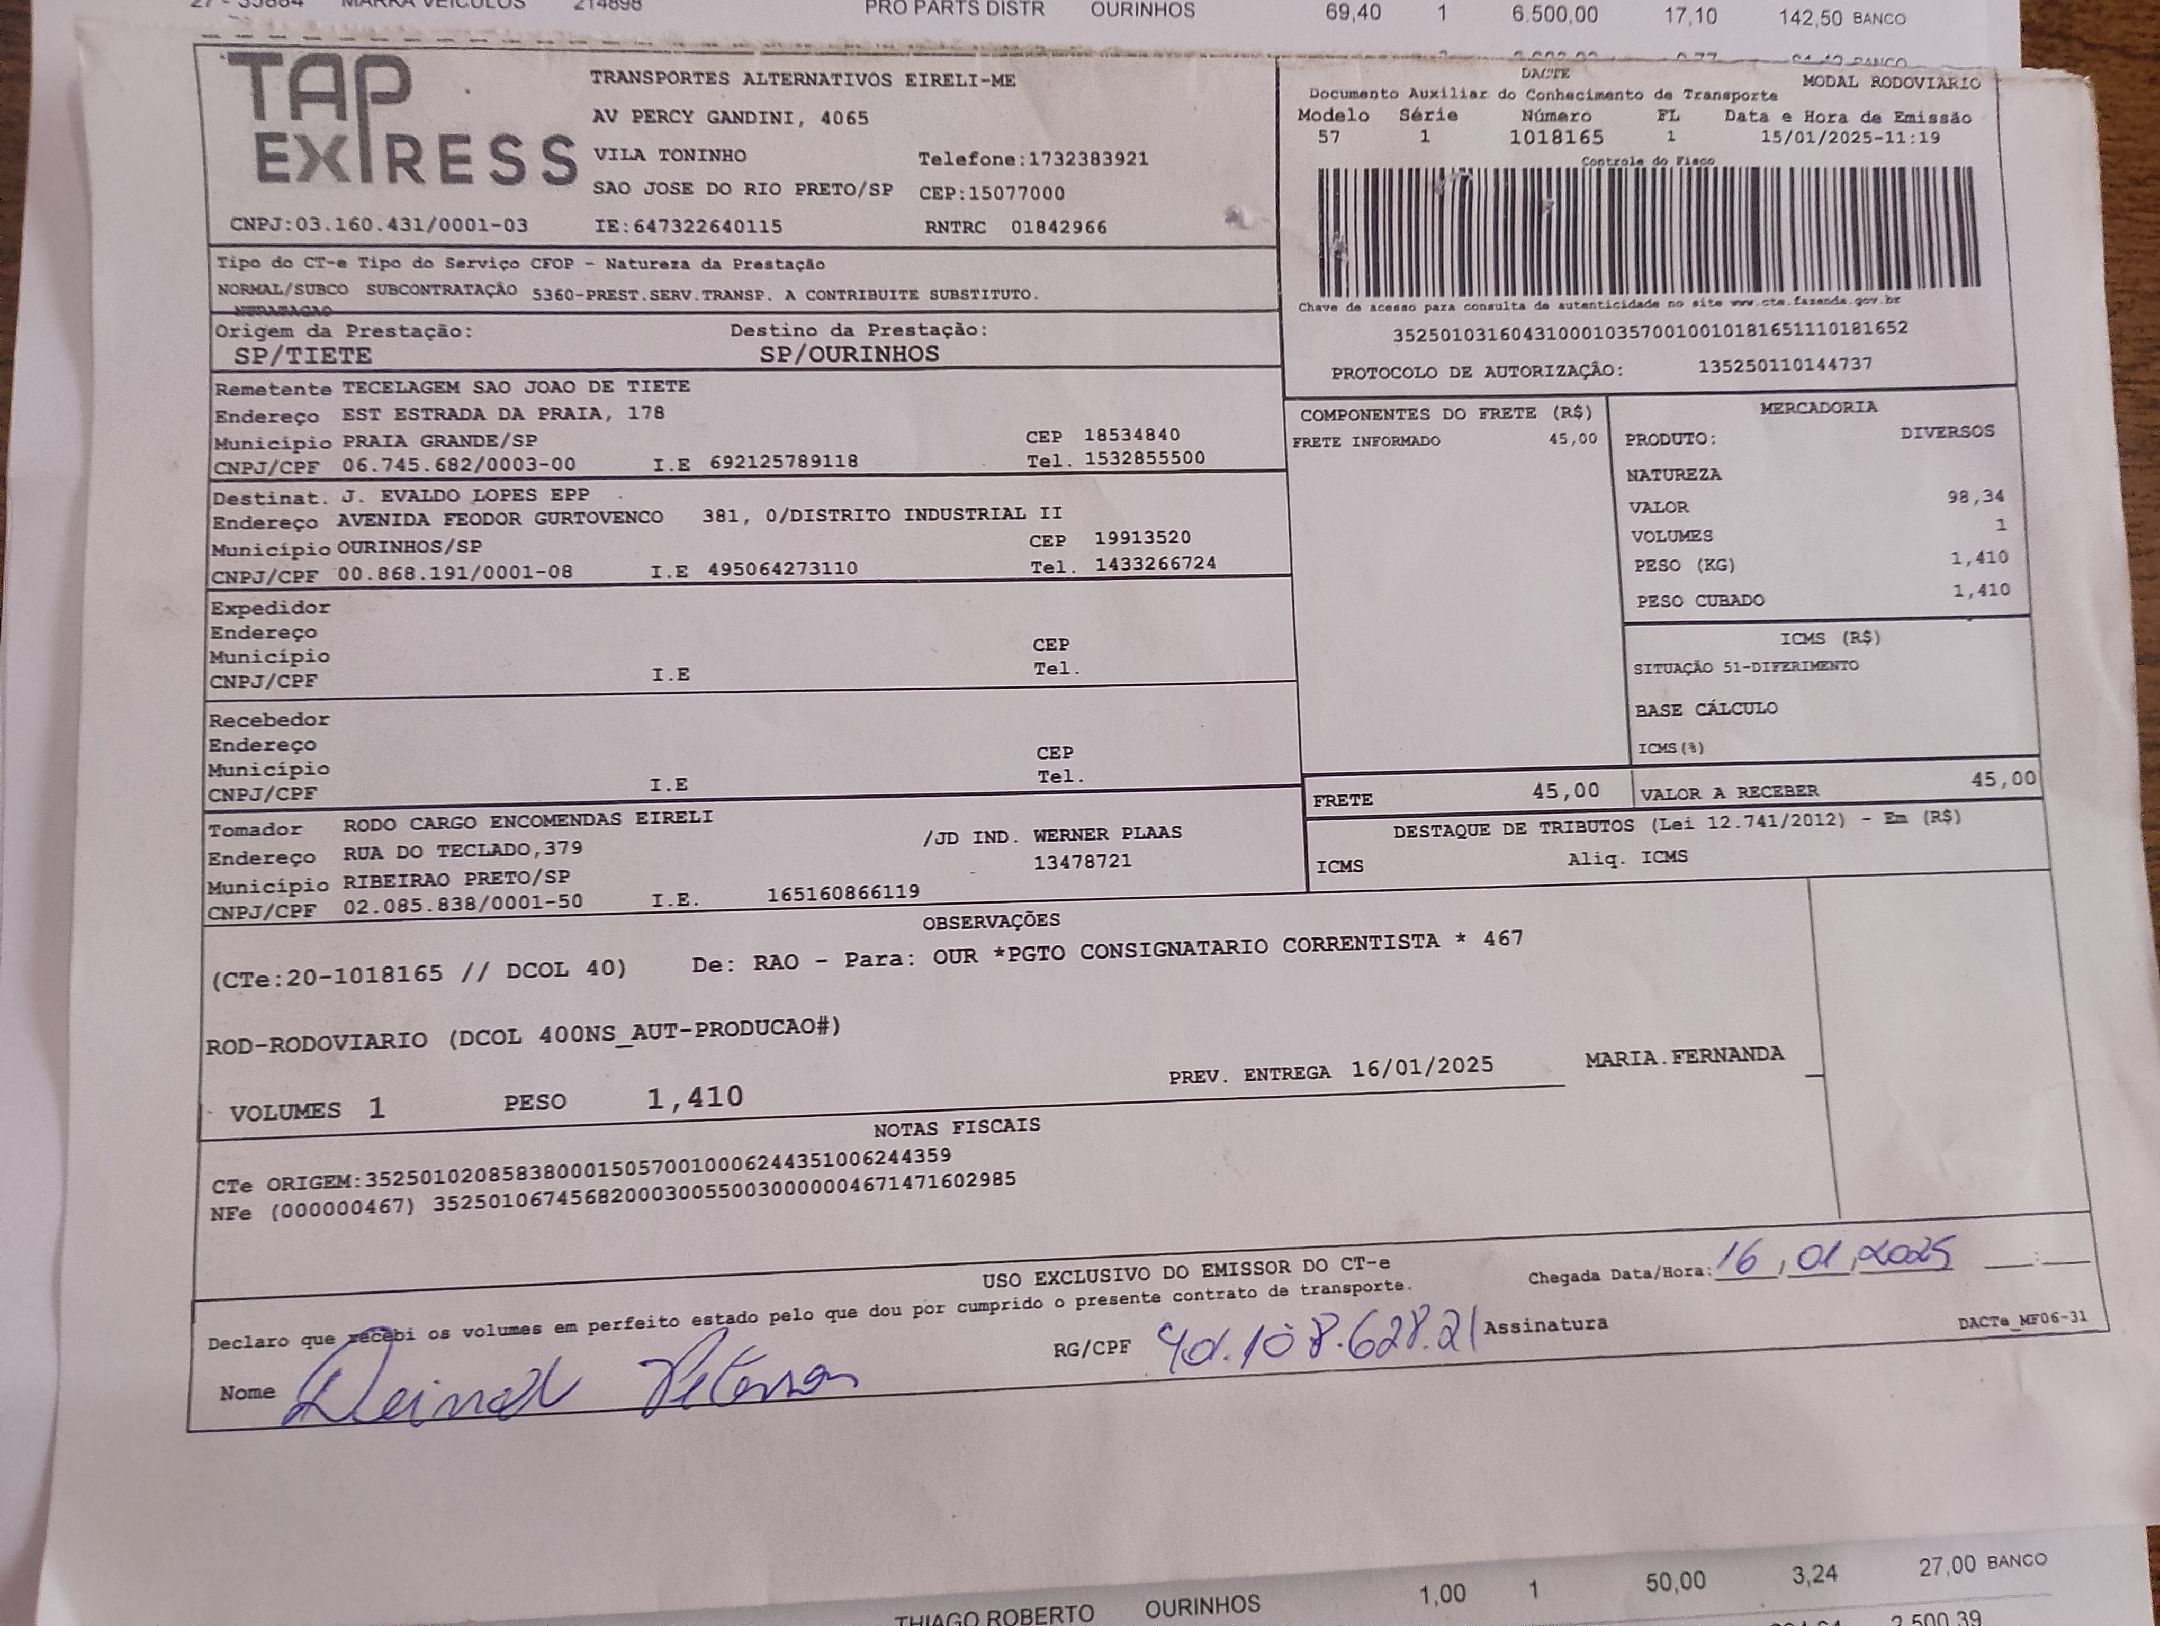 MARKA VEICULOS 214898 PRO PARTS DISTR OURINHOS 69,40 1 6.500,00 17,10 142,50 BANCO
TAP EXPRESS
TRANSPORTES ALTERNATIVOS EIRELI-ME
AV PERCY GANDINI, 4065
VILA TONINHO Telefone:1732383921
SAO JOSE DO RIO PRETO/SP CEP:15077000
CNPJ:03.160.431/0001-03 IE:647322640115 RNTRC 01842966
DACTE MODAL RODOVIARIO
Documento Auxiliar do Conhecimento de Transporte
Modelo Série Número FL Data e Hora de Emissão
57 1 1018165 1 15/01/2025-11:19
Controle do Fisco
Chave de acesso para consulta de autenticidade no site www.cte.fazenda.gov.br
35250103160431000103570010010181651110181652
PROTOCOLO DE AUTORIZAÇÃO: 135250110144737
Tipo do CT-e Tipo do Serviço CFOP - Natureza da Prestação
NORMAL/SUBCO SUBCONTRATAÇÃO 5360-PREST.SERV.TRANSP. A CONTRIBUITE SUBSTITUTO.
Origem da Prestação: Destino da Prestação:
SP/TIETE SP/OURINHOS
Remetente TECELAGEM SAO JOAO DE TIETE
Endereço EST ESTRADA DA PRAIA, 178
Município PRAIA GRANDE/SP CEP 18534840
CNPJ/CPF 06.745.682/0003-00 I.E 692125789118 Tel. 1532855500
Destinat. J. EVALDO LOPES EPP
Endereço AVENIDA FEODOR GURTOVENCO 381, 0/DISTRITO INDUSTRIAL II
Município OURINHOS/SP CEP 19913520
CNPJ/CPF 00.868.191/0001-08 I.E 495064273110 Tel. 1433266724
Expedidor
Endereço
Município CEP
CNPJ/CPF I.E Tel.
Recebedor
Endereço
Município CEP
CNPJ/CPF I.E Tel.
Tomador RODO CARGO ENCOMENDAS EIRELI
Endereço RUA DO TECLADO,379 /JD IND. WERNER PLAAS
Município RIBEIRAO PRETO/SP 13478721
CNPJ/CPF 02.085.838/0001-50 I.E. 165160866119
COMPONENTES DO FRETE (R$)
FRETE INFORMADO 45,00
MERCADORIA
PRODUTO: DIVERSOS
NATUREZA
VALOR 98,34
VOLUMES 1
PESO (KG) 1,410
PESO CUBADO 1,410
ICMS (R$)
SITUAÇÃO 51-DIFERIMENTO
BASE CÁLCULO
ICMS(%)
FRETE 45,00 VALOR A RECEBER 45,00
DESTAQUE DE TRIBUTOS (Lei 12.741/2012) - Em (R$)
ICMS Aliq. ICMS
OBSERVAÇÕES
(CTe:20-1018165 // DCOL 40) De: RAO - Para: OUR *PGTO CONSIGNATARIO CORRENTISTA * 467
ROD-RODOVIARIO (DCOL 400NS_AUT-PRODUCAO#)
VOLUMES 1 PESO 1,410 PREV. ENTREGA 16/01/2025 MARIA.FERNANDA
NOTAS FISCAIS
CTe ORIGEM:35250102085838000150570010006244351006244359
NFe (000000467) 35250106745682000300550030000004671471602985
USO EXCLUSIVO DO EMISSOR DO CT-e
Declaro que recebi os volumes em perfeito estado pelo que dou por cumprido o presente contrato de transporte.
Chegada Data/Hora: 16,01,2025 __:__
Nome RG/CPF Assinatura
DACTe_MF06-31
THIAGO ROBERTO OURINHOS 1,00 1 50,00 3,24 27,00 BANCO
2.500,39